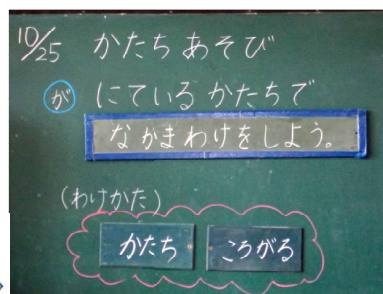 10/25 かたちあそび
が にている かたちで
なかまわけをしよう。
(わけかた)
かたち ころがる